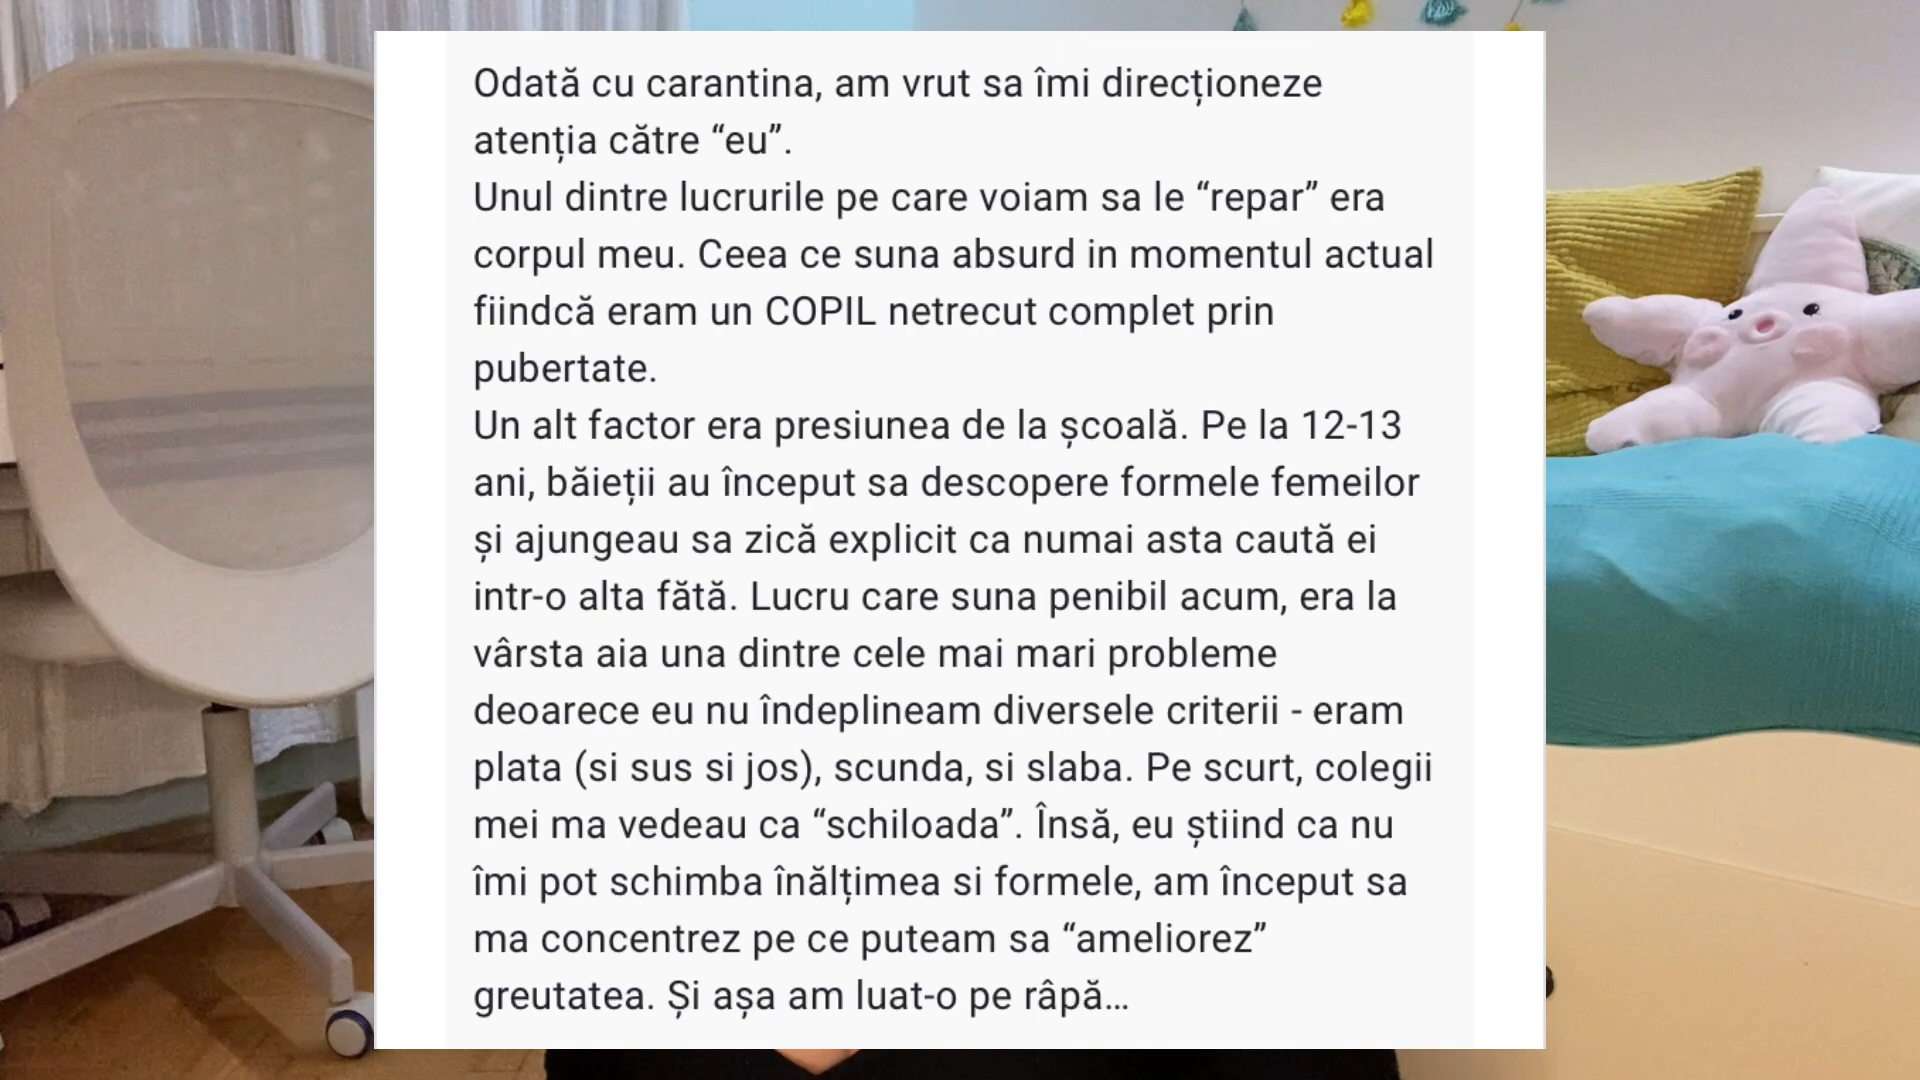 Odată cu carantina, am vrut sa îmi direcționeze
atenția către “eu”.
Unul dintre lucrurile pe care voiam sa le “repar” era
corpul meu. Ceea ce suna absurd in momentul actual
fiindcă eram un COPIL netrecut complet prin
pubertate.
Un alt factor era presiunea de la școală. Pe la 12-13
ani, băieții au început sa descopere formele femeilor
și ajungeau sa zică explicit ca numai asta caută ei
intr-o alta fătă. Lucru care suna penibil acum, era la
vârsta aia una dintre cele mai mari probleme
deoarece eu nu îndeplineam diversele criterii - eram
plata (si sus si jos), scunda, si slaba. Pe scurt, colegii
mei ma vedeau ca “schiloada”. Însă, eu știind ca nu
îmi pot schimba înălțimea si formele, am început sa
ma concentrez pe ce puteam sa “ameliorez”
greutatea. Și așa am luat-o pe râpă…